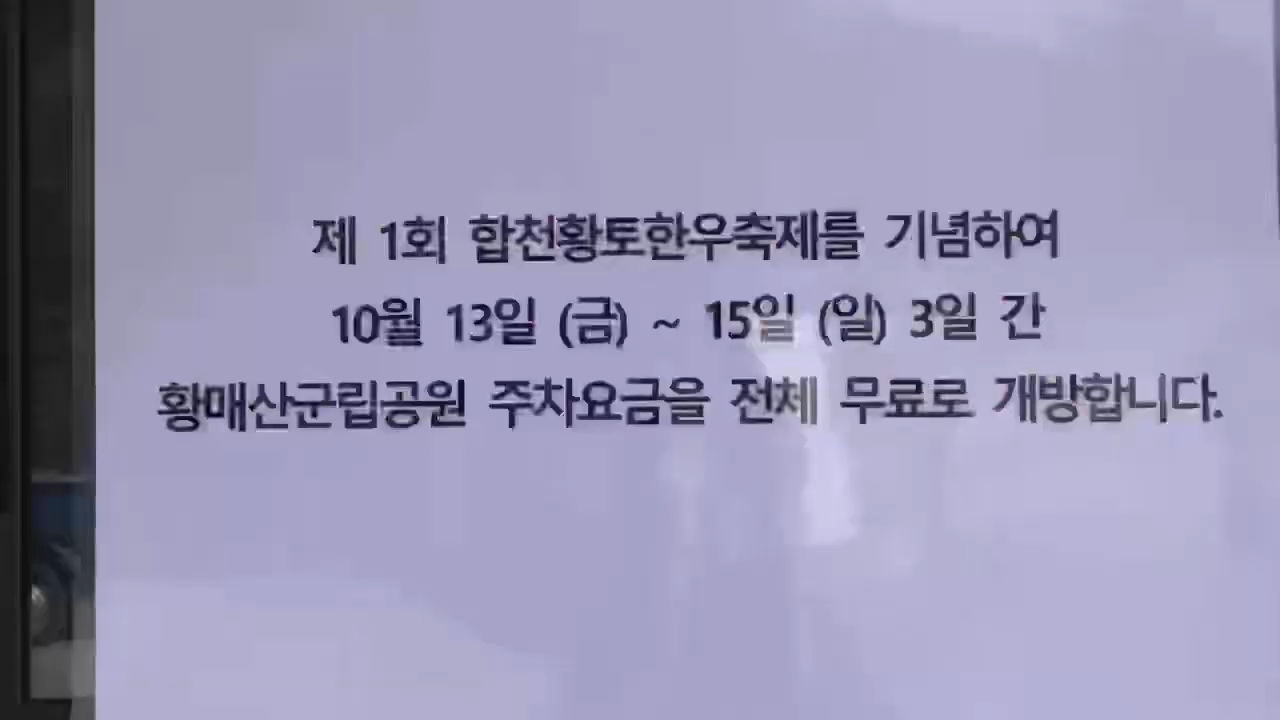 제 1회 합천황토한우축제를 기념하여
10월 13일 (금) ~ 15일 (일) 3일 간
황매산군립공원 주차요금을 전체 무료로 개방합니다.